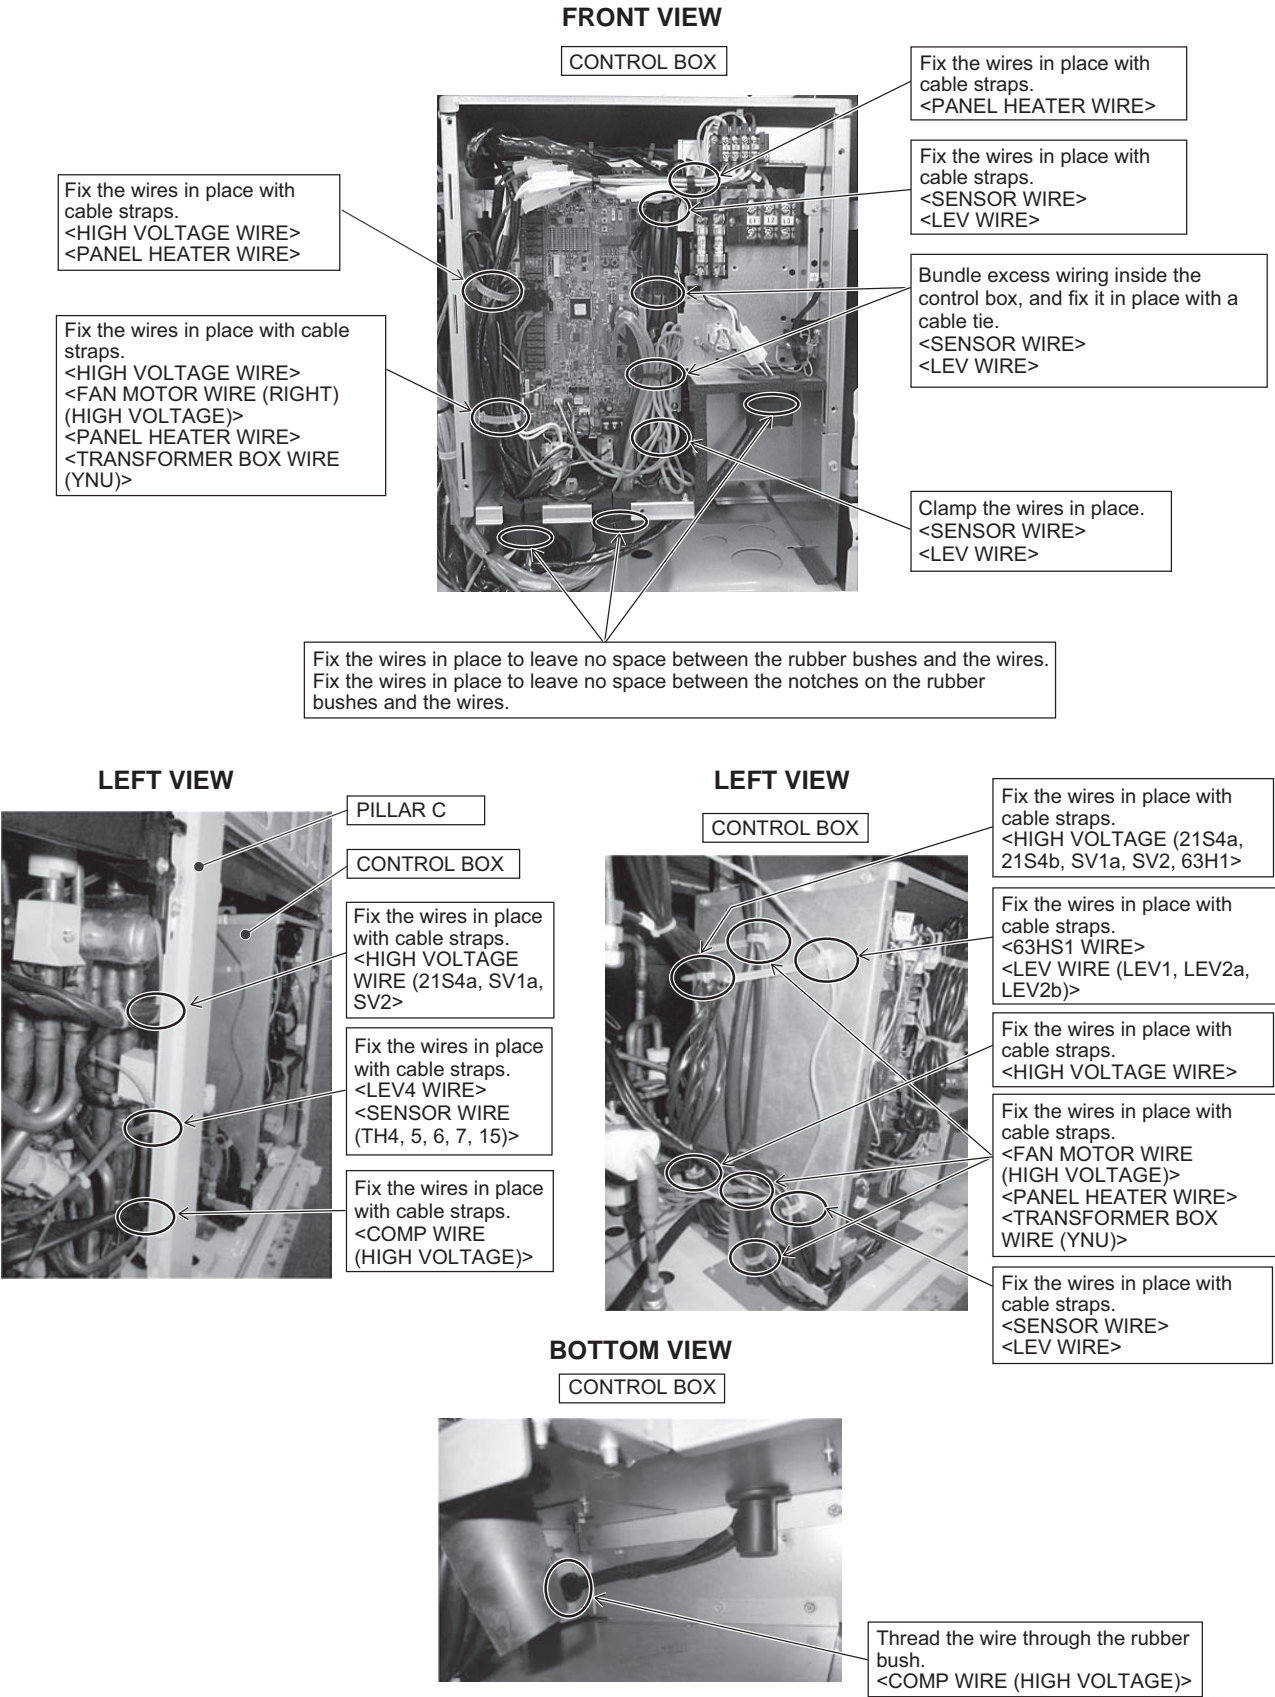 FRONT VIEW
CONTROL BOX
Fix the wires in place with
cable straps.
<PANEL HEATER WIRE>
Fix the wires in place with
cable straps.
<SENSOR WIRE>
<LEV WIRE>
Fix the wires in place with
cable straps.
<HIGH VOLTAGE WIRE>
<PANEL HEATER WIRE>
Bundle excess wiring inside the
control box, and fix it in place with a
cable tie.
<SENSOR WIRE>
<LEV WIRE>
Fix the wires in place with cable
straps.
<HIGH VOLTAGE WIRE>
<FAN MOTOR WIRE (RIGHT)
(HIGH VOLTAGE)>
<PANEL HEATER WIRE>
<TRANSFORMER BOX WIRE
(YNU)>
L1 L2 L3
Clamp the wires in place.
<SENSOR WIRE>
<LEV WIRE>
Fix the wires in place to leave no space between the rubber bushes and the wires.
Fix the wires in place to leave no space between the notches on the rubber
bushes and the wires.
LEFT VIEW
PILLAR C
CONTROL BOX
Fix the wires in place
with cable straps.
<HIGH VOLTAGE
WIRE (21S4a, SV1a,
SV2>
Fix the wires in place
with cable straps.
<LEV4 WIRE>
<SENSOR WIRE
(TH4, 5, 6, 7, 15)>
Fix the wires in place
with cable straps.
<COMP WIRE
(HIGH VOLTAGE)>
LEFT VIEW
CONTROL BOX
Fix the wires in place with
cable straps.
<HIGH VOLTAGE (21S4a,
21S4b, SV1a, SV2, 63H1>
Fix the wires in place with
cable straps.
<63HS1 WIRE>
<LEV WIRE (LEV1, LEV2a,
LEV2b)>
Fix the wires in place with
cable straps.
<HIGH VOLTAGE WIRE>
Fix the wires in place with
cable straps.
<FAN MOTOR WIRE
(HIGH VOLTAGE)>
<PANEL HEATER WIRE>
<TRANSFORMER BOX
WIRE (YNU)>
Fix the wires in place with
cable straps.
<SENSOR WIRE>
<LEV WIRE>
BOTTOM VIEW
CONTROL BOX
Thread the wire through the rubber
bush.
<COMP WIRE (HIGH VOLTAGE)>